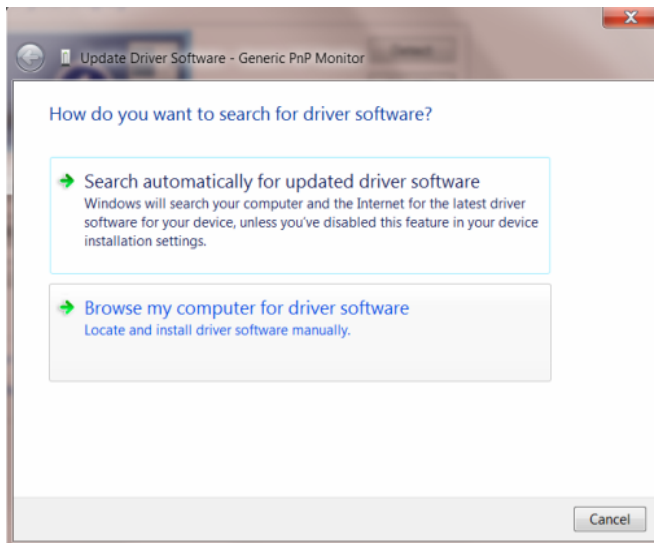 Update Driver Software - Generic PnP Monitor
How do you want to search for driver software?
Search automatically for updated driver software
Windows will search your computer and the Internet for the latest driver
software for your device, unless you've disabled this feature in your device
installation settings.
Browse my computer for driver software
Locate and install driver software manually.
Cancel